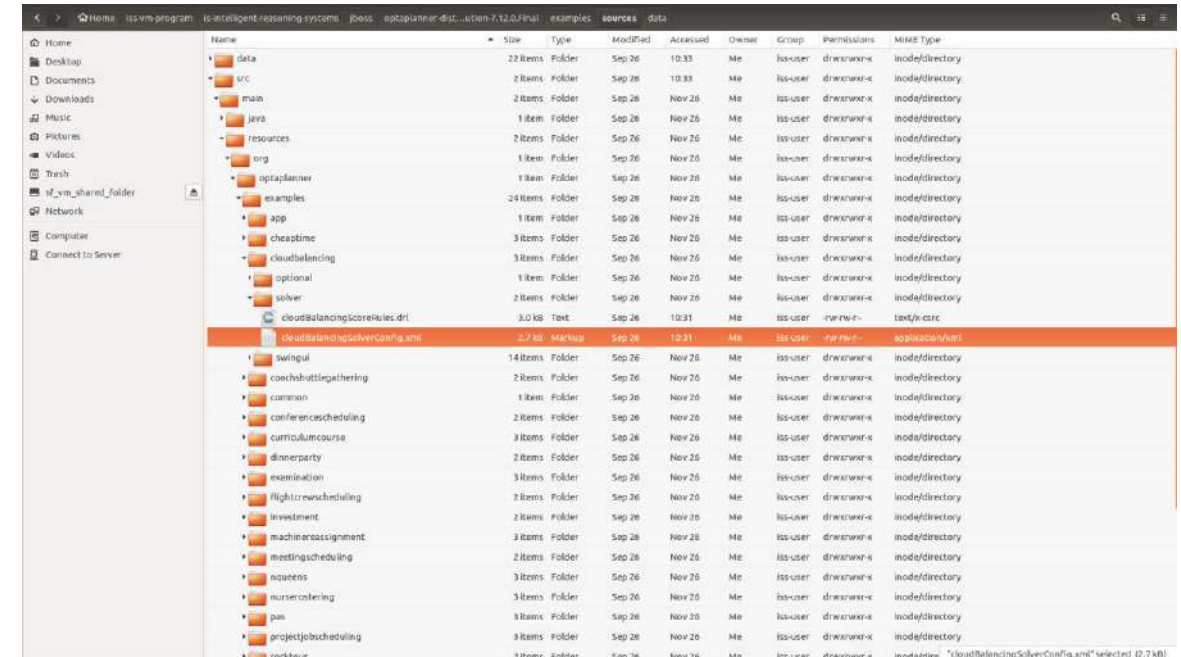 Home iss-vm-program is-intelligent-reasoning-systems jboss optaplanner-dist...ution-7.12.0.Final examples sources data
Home
Desktop
Documents
Downloads
Music
Pictures
Videos
Trash
sf_vm_shared_folder
Network
Computer
Connect to Server
Name Size Type Modified Accessed Owner Group Permissions MIME Type
data 22 items Folder Sep 26 10:33 Me iss-user drwxrwxr-x inode/directory
src 2 items Folder Sep 26 10:33 Me iss-user drwxrwxr-x inode/directory
main 2 items Folder Sep 26 Nov 26 Me iss-user drwxrwxr-x inode/directory
java 1 item Folder Sep 26 Nov 26 Me iss-user drwxrwxr-x inode/directory
resources 2 items Folder Sep 26 Nov 26 Me iss-user drwxrwxr-x inode/directory
org 1 item Folder Sep 26 Nov 26 Me iss-user drwxrwxr-x inode/directory
optaplanner 1 item Folder Sep 26 Nov 26 Me iss-user drwxrwxr-x inode/directory
examples 24 items Folder Sep 26 Nov 26 Me iss-user drwxrwxr-x inode/directory
app 1 item Folder Sep 26 Nov 26 Me iss-user drwxrwxr-x inode/directory
cheaptime 3 items Folder Sep 26 Nov 26 Me iss-user drwxrwxr-x inode/directory
cloudbalancing 3 items Folder Sep 26 Nov 26 Me iss-user drwxrwxr-x inode/directory
optional 1 item Folder Sep 26 Nov 26 Me iss-user drwxrwxr-x inode/directory
solver 2 items Folder Sep 26 Nov 26 Me iss-user drwxrwxr-x inode/directory
cloudBalancingScoreRules.drl 3.0 kB Text Sep 26 10:31 Me iss-user -rw-rw-r-- text/x-csrc
cloudBalancingSolverConfig.xml 2.7 kB Markup Sep 26 10:31 Me iss-user -rw-rw-r-- application/xml
swingui 14 items Folder Sep 26 Nov 26 Me iss-user drwxrwxr-x inode/directory
coachshuttlegathering 2 items Folder Sep 26 Nov 26 Me iss-user drwxrwxr-x inode/directory
common 1 item Folder Sep 26 Nov 26 Me iss-user drwxrwxr-x inode/directory
conferencescheduling 2 items Folder Sep 26 Nov 26 Me iss-user drwxrwxr-x inode/directory
curriculumcourse 3 items Folder Sep 26 Nov 26 Me iss-user drwxrwxr-x inode/directory
dinnerparty 2 items Folder Sep 26 Nov 26 Me iss-user drwxrwxr-x inode/directory
examination 3 items Folder Sep 26 Nov 26 Me iss-user drwxrwxr-x inode/directory
flightcrewscheduling 2 items Folder Sep 26 Nov 26 Me iss-user drwxrwxr-x inode/directory
investment 2 items Folder Sep 26 Nov 26 Me iss-user drwxrwxr-x inode/directory
machinereassignment 3 items Folder Sep 26 Nov 26 Me iss-user drwxrwxr-x inode/directory
meetingscheduling 2 items Folder Sep 26 Nov 26 Me iss-user drwxrwxr-x inode/directory
nqueens 3 items Folder Sep 26 Nov 26 Me iss-user drwxrwxr-x inode/directory
nurserostering 3 items Folder Sep 26 Nov 26 Me iss-user drwxrwxr-x inode/directory
pas 3 items Folder Sep 26 Nov 26 Me iss-user drwxrwxr-x inode/directory
projectjobscheduling 3 items Folder Sep 26 Nov 26 Me iss-user drwxrwxr-x inode/directory
rocktour 3 items Folder Sep 26 Nov 26 Me iss-user drwxrwxr-x
"cloudBalancingSolverConfig.xml" selected (2.7 kB)